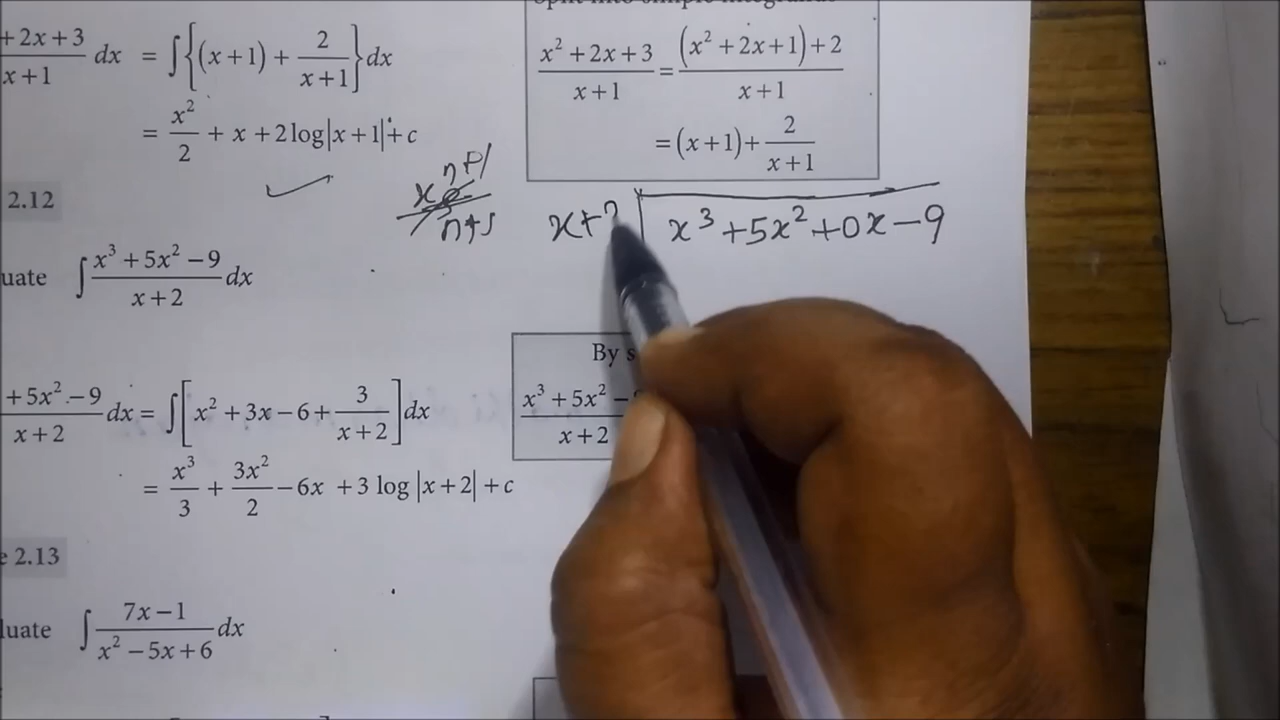 + 2x + 3 / x + 1 dx = ∫{(x + 1) + 2/(x + 1)}dx
= x²/2 + x + 2 log|x + 1| + c
x² + 2x + 3 / x + 1 = (x² + 2x + 1) + 2 / x + 1
= (x + 1) + 2/(x + 1)
2.12
n+1
n+1
x+2 | x³ + 5x² + 0x - 9
uate ∫ x³ + 5x² - 9 / x + 2 dx
+ 5x² - 9 / x + 2 dx = ∫[x² + 3x - 6 + 3/(x + 2)]dx
= x³/3 + 3x²/2 - 6x + 3 log|x + 2| + c
By
x³ + 5x² - / x + 2
2.13
luate ∫ 7x - 1 / x² - 5x + 6 dx